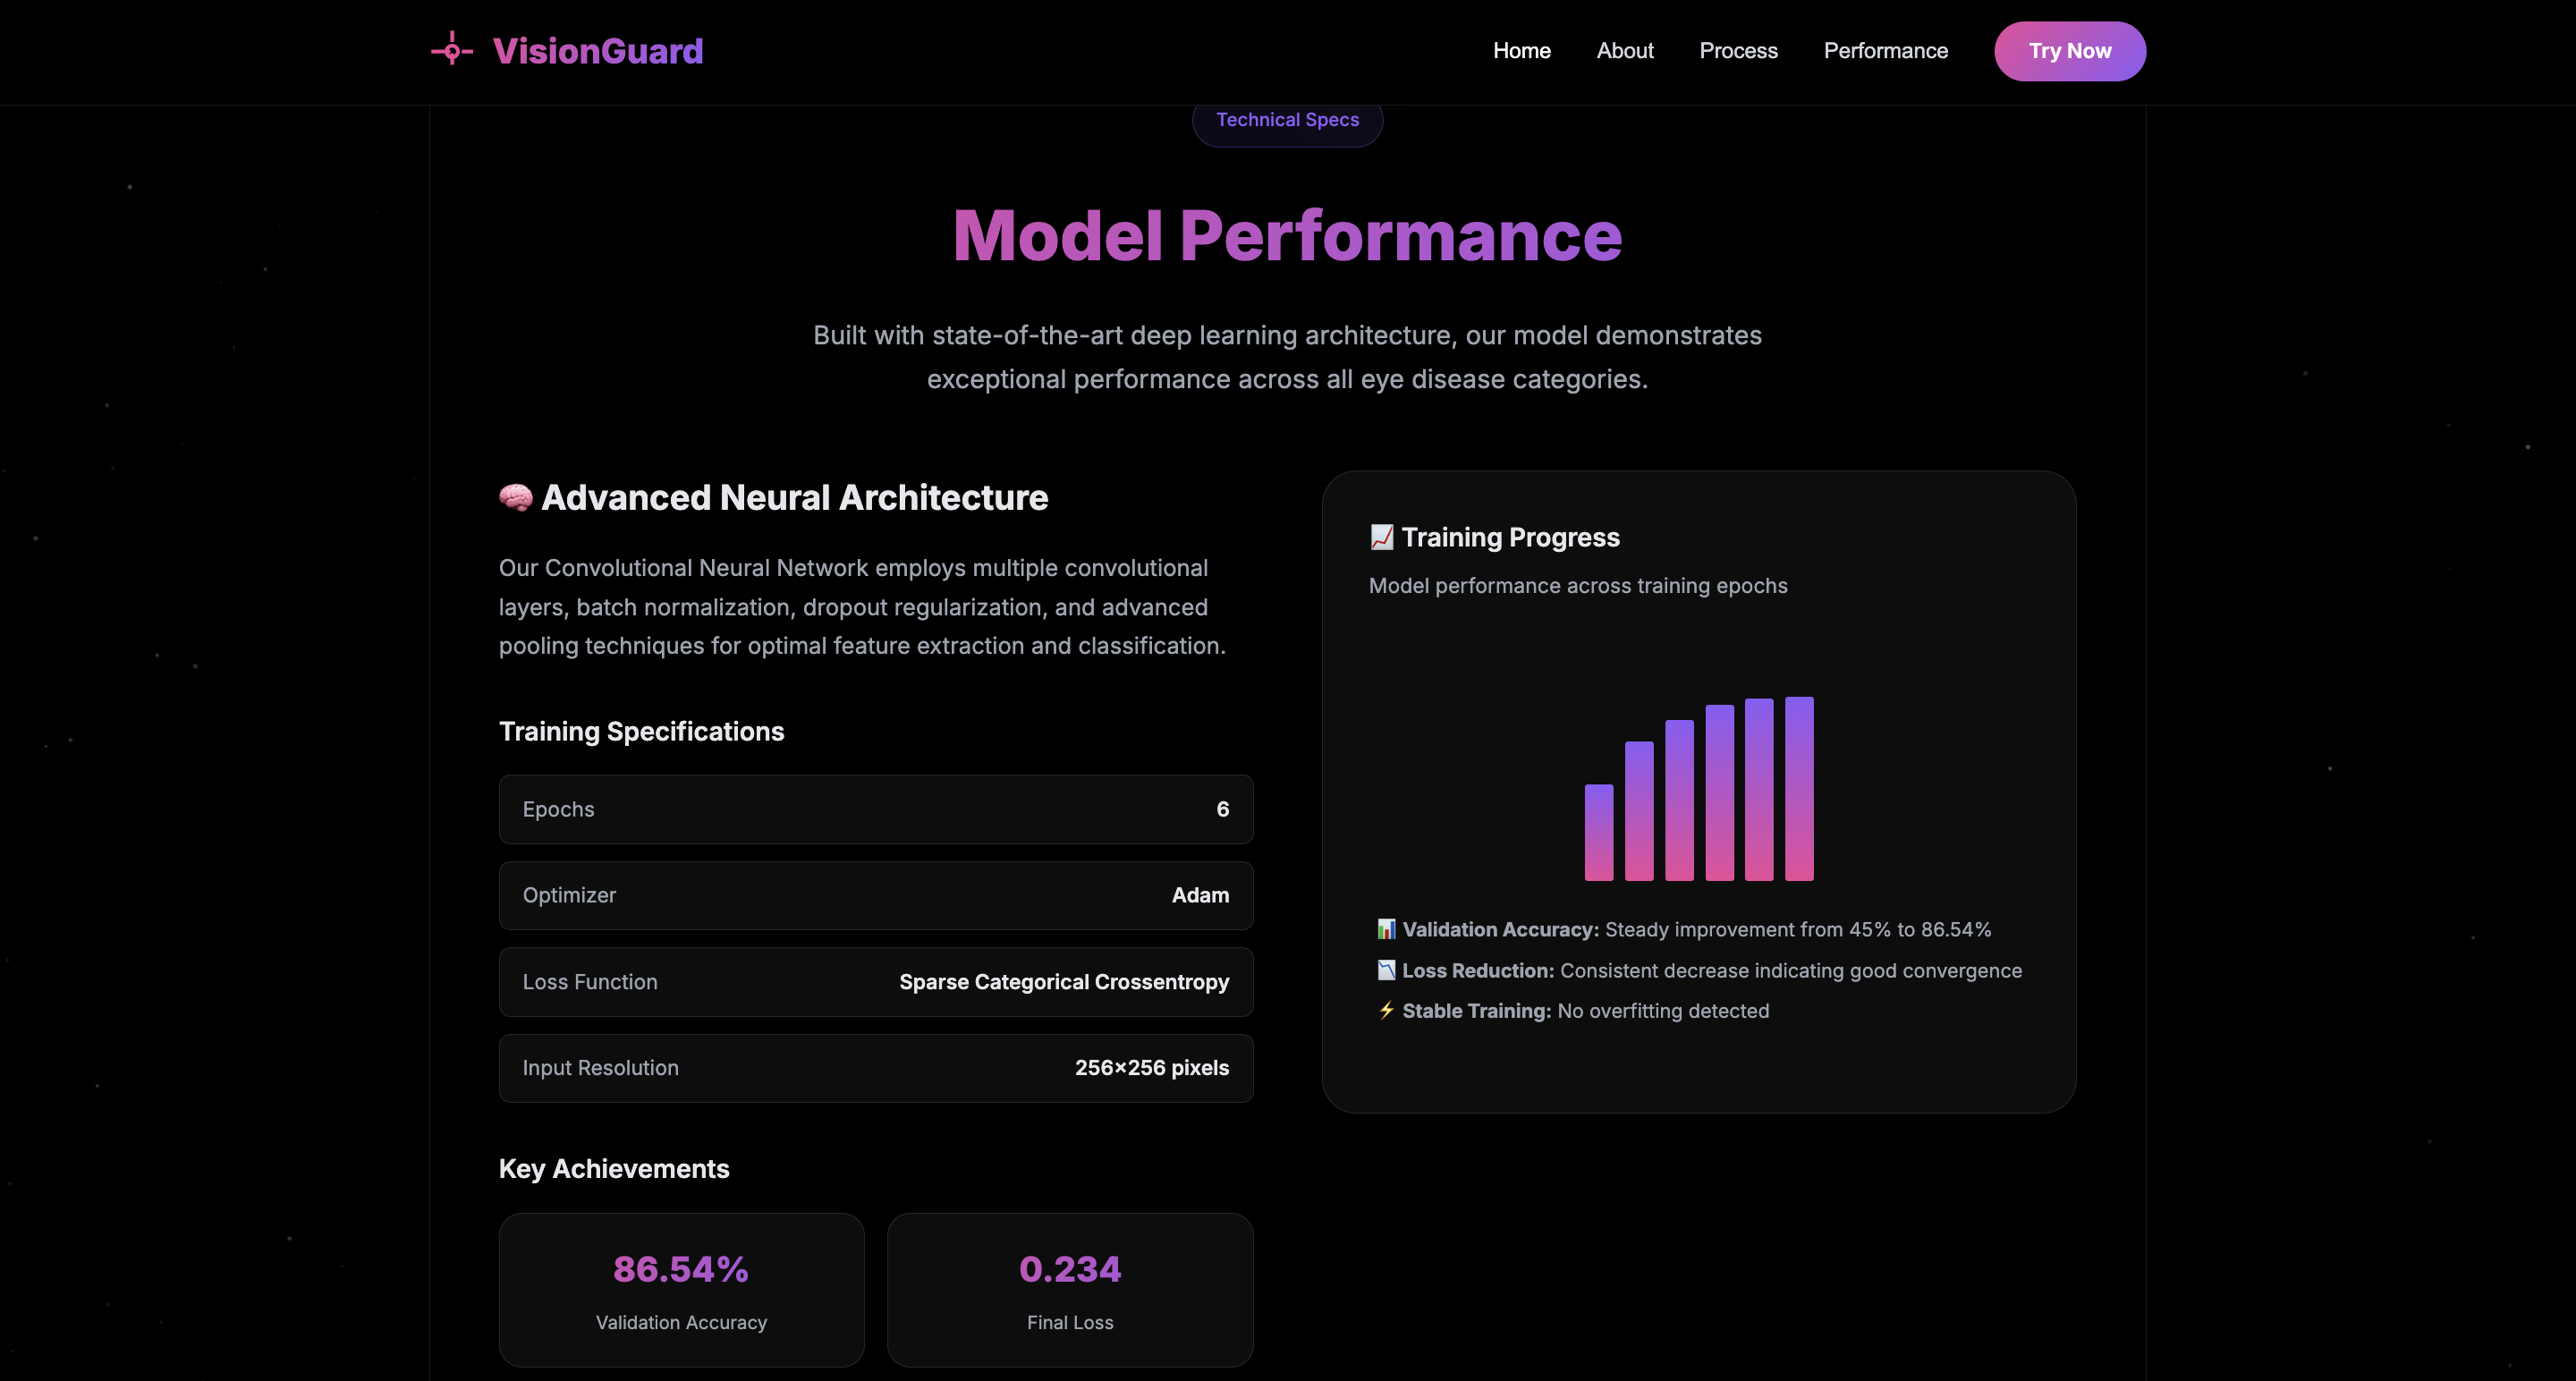 VisionGuard
Home
About
Process
Performance
Try Now
Technical Specs
Model Performance
Built with state-of-the-art deep learning architecture, our model demonstrates
exceptional performance across all eye disease categories.
🧠 Advanced Neural Architecture
Our Convolutional Neural Network employs multiple convolutional
layers, batch normalization, dropout regularization, and advanced
pooling techniques for optimal feature extraction and classification.
Training Specifications
Epochs 6
Optimizer Adam
Loss Function Sparse Categorical Crossentropy
Input Resolution 256×256 pixels
Key Achievements
86.54%
Validation Accuracy
0.234
Final Loss
📈 Training Progress
Model performance across training epochs
📊 Validation Accuracy: Steady improvement from 45% to 86.54%
📉 Loss Reduction: Consistent decrease indicating good convergence
⚡ Stable Training: No overfitting detected